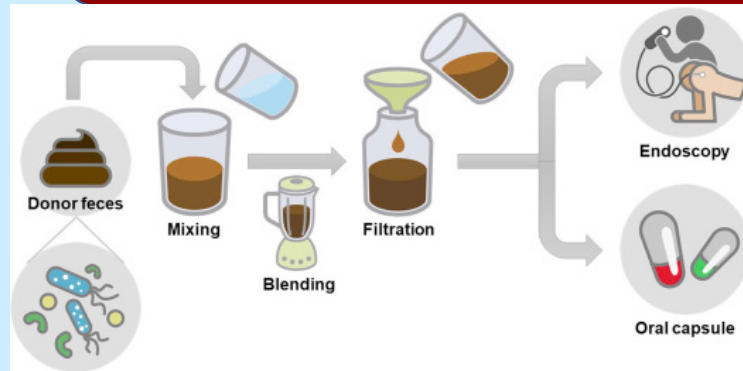 Donor feces
Mixing
Blending
Filtration
Endoscopy
Oral capsule